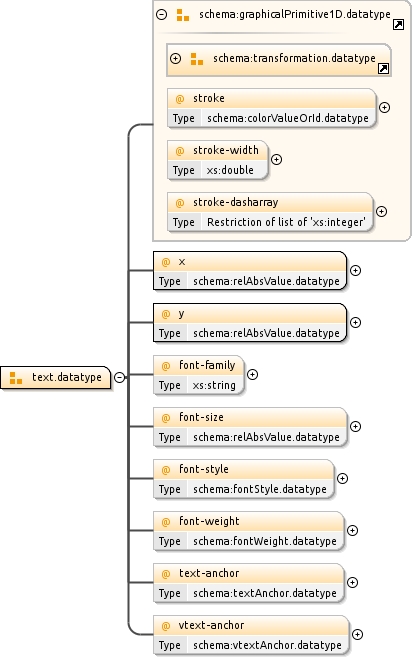 schema:graphicalPrimitive1D.datatype
schema:transformation.datatype
@ stroke
Type schema:colorValueOrId.datatype
@ stroke-width
Type xs:double
@ stroke-dasharray
Type Restriction of list of 'xs:integer'
@ x
Type schema:relAbsValue.datatype
@ y
Type schema:relAbsValue.datatype
text.datatype
@ font-family
Type xs:string
@ font-size
Type schema:relAbsValue.datatype
@ font-style
Type schema:fontStyle.datatype
@ font-weight
Type schema:fontWeight.datatype
@ text-anchor
Type schema:textAnchor.datatype
@ vtext-anchor
Type schema:vtextAnchor.datatype